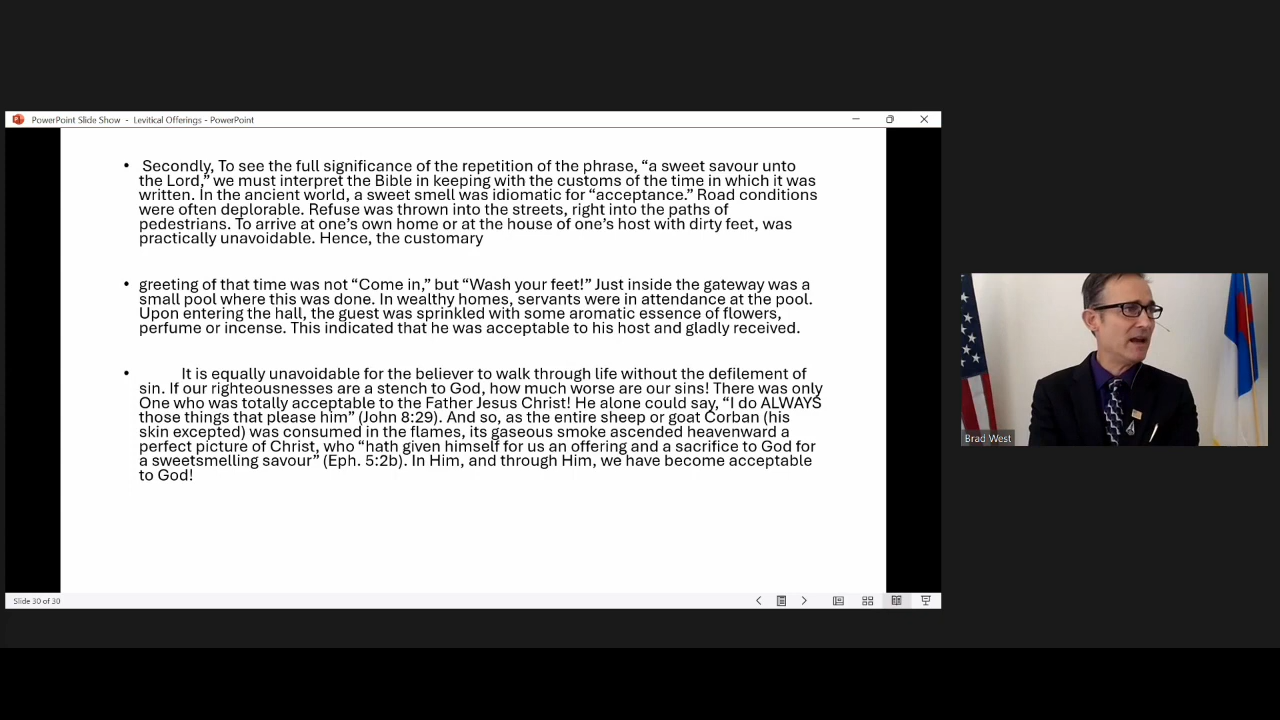 PowerPoint Slide Show - Levitical Offerings - PowerPoint
• Secondly, To see the full significance of the repetition of the phrase, “a sweet savour unto
the Lord,” we must interpret the Bible in keeping with the customs of the time in which it was
written. In the ancient world, a sweet smell was idiomatic for “acceptance.” Road conditions
were often deplorable. Refuse was thrown into the streets, right into the paths of
pedestrians. To arrive at one’s own home or at the house of one’s host with dirty feet, was
practically unavoidable. Hence, the customary
• greeting of that time was not “Come in,” but “Wash your feet!” Just inside the gateway was a
small pool where this was done. In wealthy homes, servants were in attendance at the pool.
Upon entering the hall, the guest was sprinkled with some aromatic essence of flowers,
perfume or incense. This indicated that he was acceptable to his host and gladly received.
• It is equally unavoidable for the believer to walk through life without the defilement of
sin. If our righteousnesses are a stench to God, how much worse are our sins! There was only
One who was totally acceptable to the Father Jesus Christ! He alone could say, “I do ALWAYS
those things that please him” (John 8:29). And so, as the entire sheep or goat Corban (his
skin excepted) was consumed in the flames, its gaseous smoke ascended heavenward a
perfect picture of Christ, who “hath given himself for us an offering and a sacrifice to God for
a sweetsmelling savour” (Eph. 5:2b). In Him, and through Him, we have become acceptable
to God!
Slide 30 of 30
Brad West